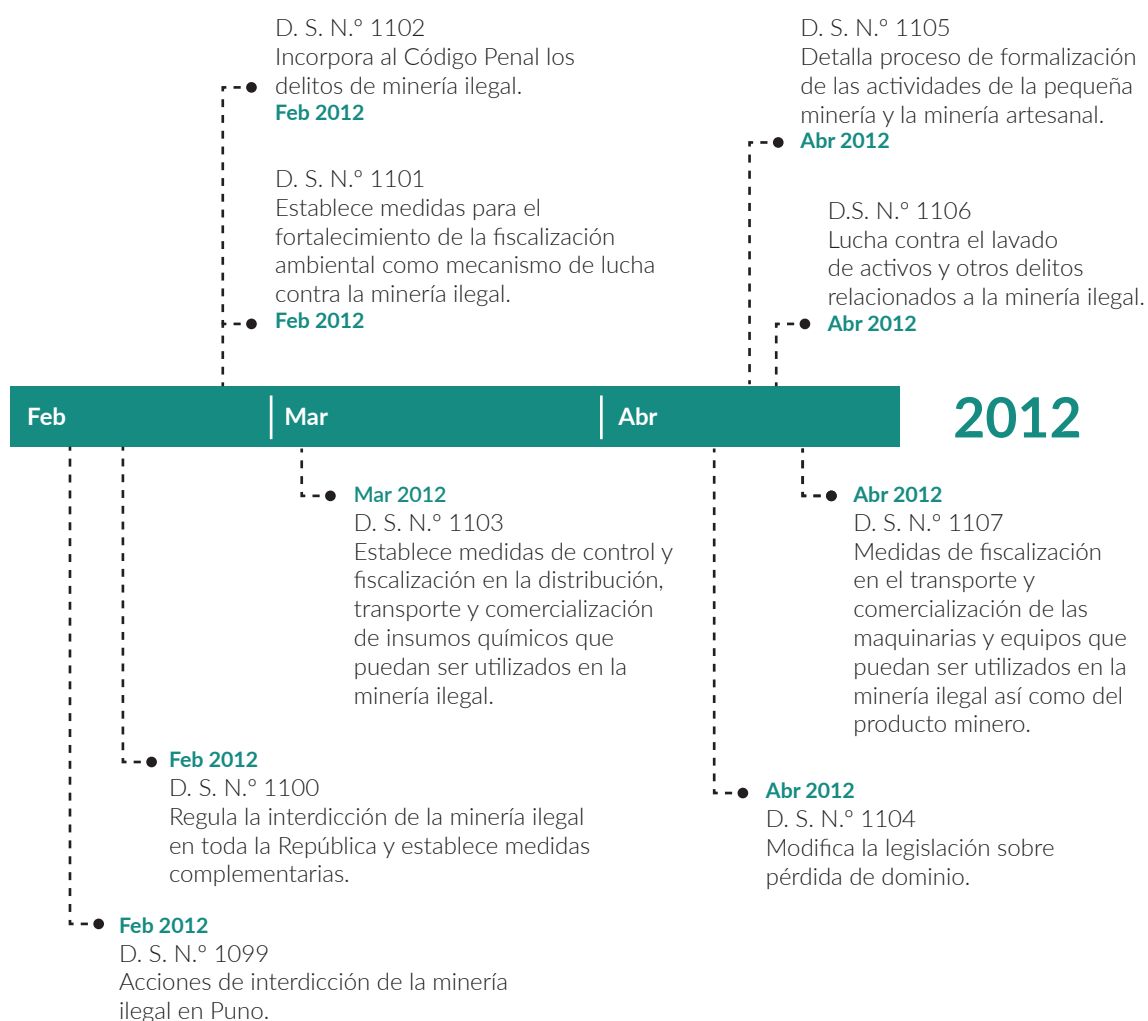 D. S. N.º 1102
Incorpora al Código Penal los
delitos de minería ilegal.
Feb 2012
D. S. N.º 1101
Establece medidas para el
fortalecimiento de la fiscalización
ambiental como mecanismo de lucha
contra la minería ilegal.
Feb 2012
D. S. N.º 1105
Detalla proceso de formalización
de las actividades de la pequeña
minería y la minería artesanal.
Abr 2012
D.S. N.º 1106
Lucha contra el lavado
de activos y otros delitos
relacionados a la minería ilegal.
Abr 2012
Feb
Mar
Abr
2012
Mar 2012
D. S. N.º 1103
Establece medidas de control y
fiscalización en la distribución,
transporte y comercialización
de insumos químicos que
puedan ser utilizados en la
minería ilegal.
Abr 2012
D. S. N.º 1107
Medidas de fiscalización
en el transporte y
comercialización de las
maquinarias y equipos que
puedan ser utilizados en la
minería ilegal así como del
producto minero.
Feb 2012
D. S. N.º 1100
Regula la interdicción de la minería ilegal
en toda la República y establece medidas
complementarias.
Abr 2012
D. S. N.º 1104
Modifica la legislación sobre
pérdida de dominio.
Feb 2012
D. S. N.º 1099
Acciones de interdicción de la minería
ilegal en Puno.